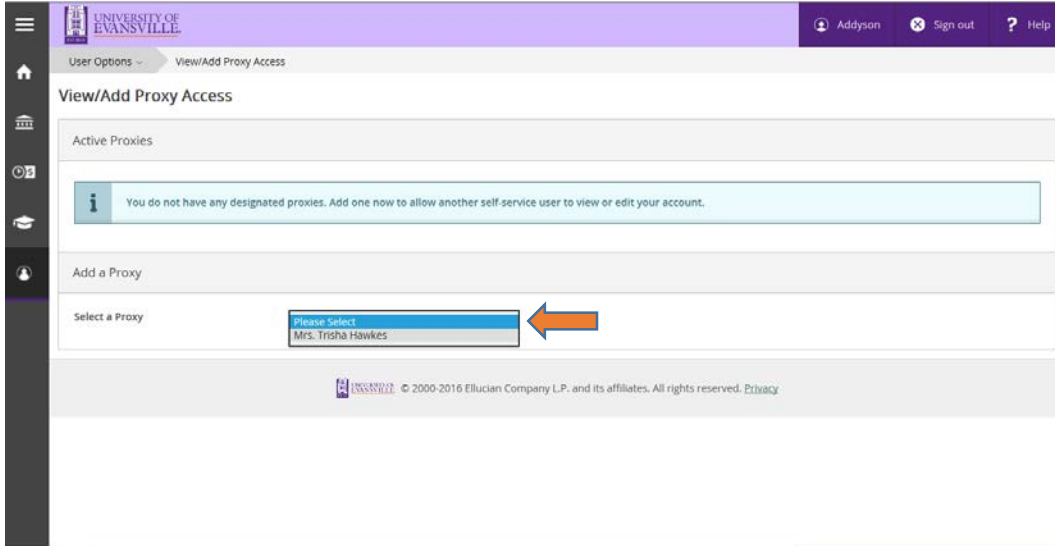 UNIVERSITY OF
EVANSVILLE
Addyson
Sign out
? Help
User Options
View/Add Proxy Access
View/Add Proxy Access
Active Proxies
i
You do not have any designated proxies. Add one now to allow another self-service user to view or edit your account.
Add a Proxy
Select a Proxy
Please Select
Mrs. Trisha Hawkes
UNIVERSITY OF
EVANSVILLE
© 2000-2016 Ellucian Company L.P. and its affiliates. All rights reserved. Privacy